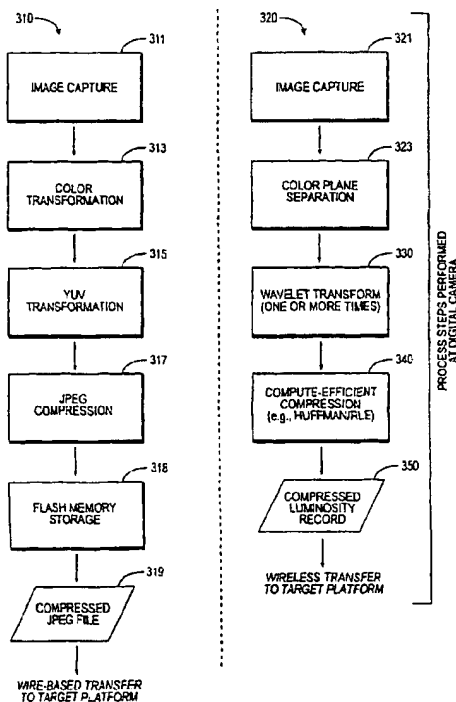 310
311
IMAGE CAPTURE
313
COLOR
TRANSFORMATION
315
YUV
TRANSFORMATION
317
JPEG
COMPRESSION
318
FLASH MEMORY
STORAGE
319
COMPRESSED
JPEG FILE
WIRE-BASED TRANSFER
TO TARGET PLATFORM
320
321
IMAGE CAPTURE
323
COLOR PLANE
SEPARATION
330
WAVELET TRANSFORM
(ONE OR MORE TIMES)
340
COMPUTE-EFFICIENT
COMPRESSION
(e.g., HUFFMAN/RLE)
350
COMPRESSED
LUMINOSITY
RECORD
WIRELESS TRANSFER
TO TARGET PLATFORM
PROCESS STEPS PERFORMED
AT DIGITAL CAMERA